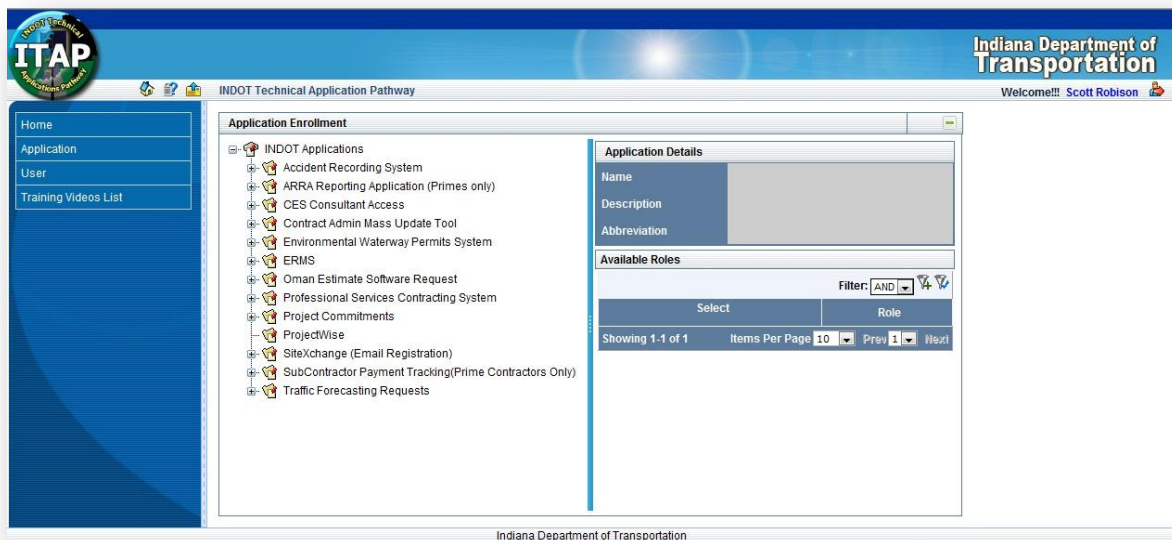 INDOT Technical
ITAP
Applications Pathway
Indiana Department of
Transportation
INDOT Technical Application Pathway
Welcome!!! Scott Robison
Home
Application
User
Training Videos List
Application Enrollment
INDOT Applications
Accident Recording System
ARRA Reporting Application (Primes only)
CES Consultant Access
Contract Admin Mass Update Tool
Environmental Waterway Permits System
ERMS
Oman Estimate Software Request
Professional Services Contracting System
Project Commitments
ProjectWise
SiteXchange (Email Registration)
SubContractor Payment Tracking(Prime Contractors Only)
Traffic Forecasting Requests
Application Details
Name
Description
Abbreviation
Available Roles
Filter: AND
Select Role
Showing 1-1 of 1 Items Per Page 10 Prev 1 Next
Indiana Department of Transportation